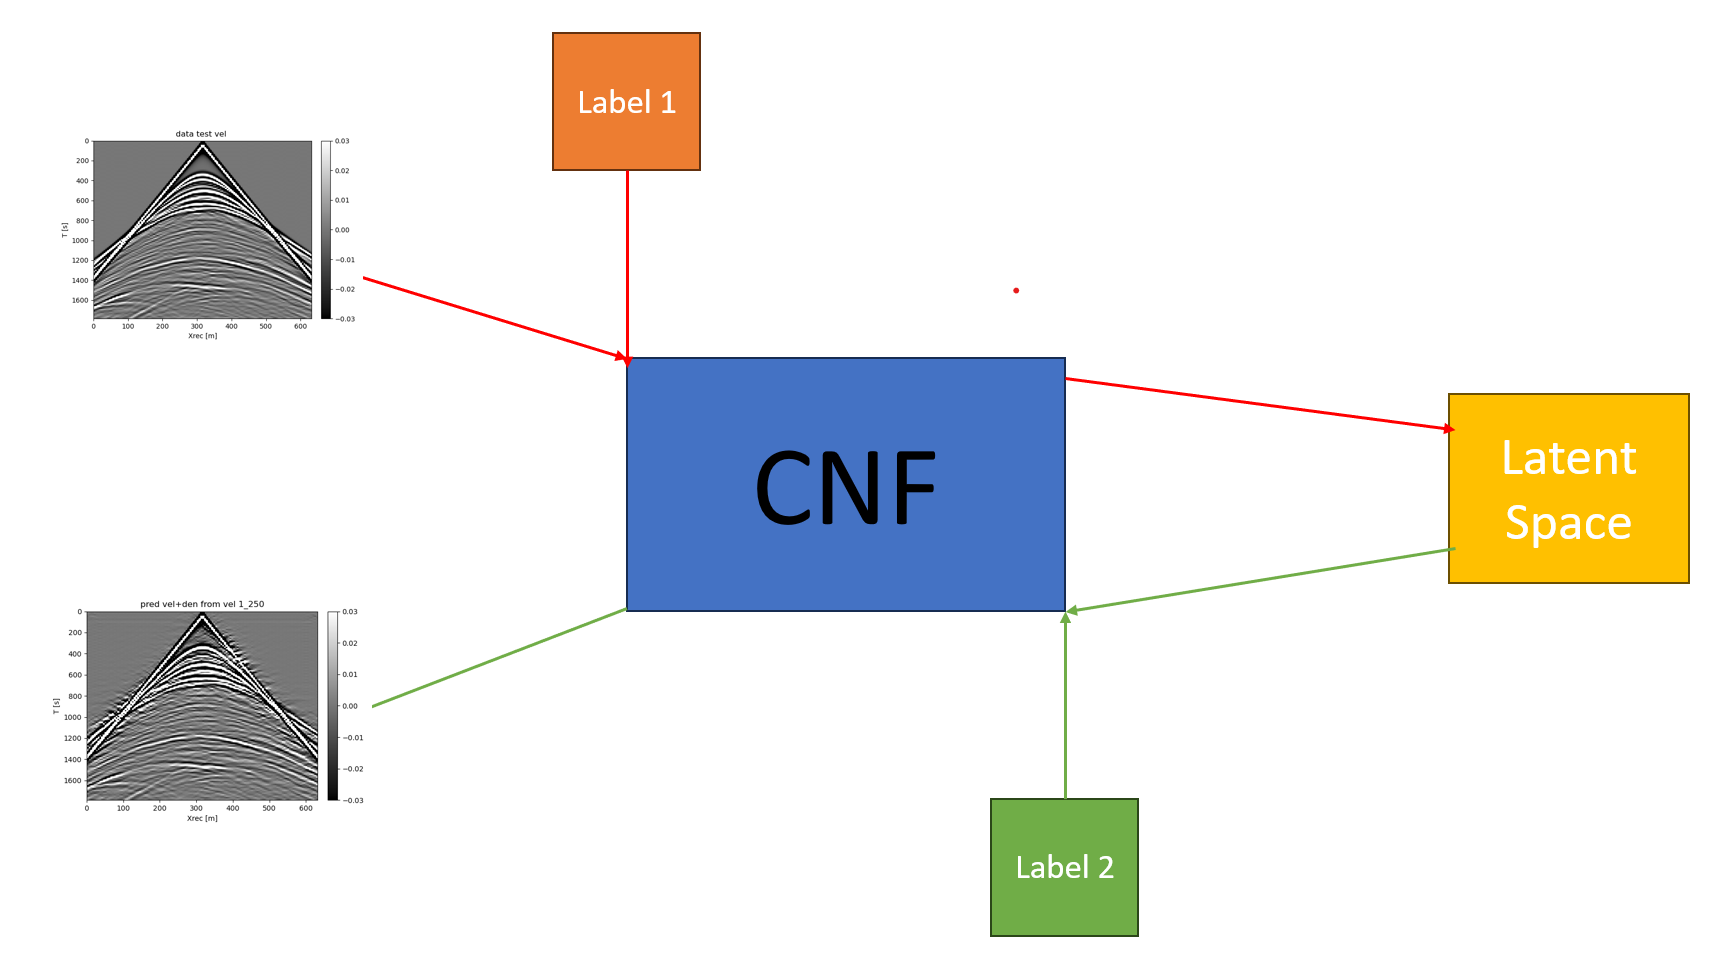 Label 1
data test vel
0
200
400
600
800
1000
1200
1400
1600
T [s]
0 100 200 300 400 500 600
Xrec [m]
0.03
0.02
0.01
0.00
−0.01
−0.02
−0.03
CNF
Latent
Space
pred vel+den from vel 1_250
0
200
400
600
800
1000
1200
1400
1600
T [s]
0 100 200 300 400 500 600
Xrec [m]
0.03
0.02
0.01
0.00
−0.01
−0.02
−0.03
Label 2